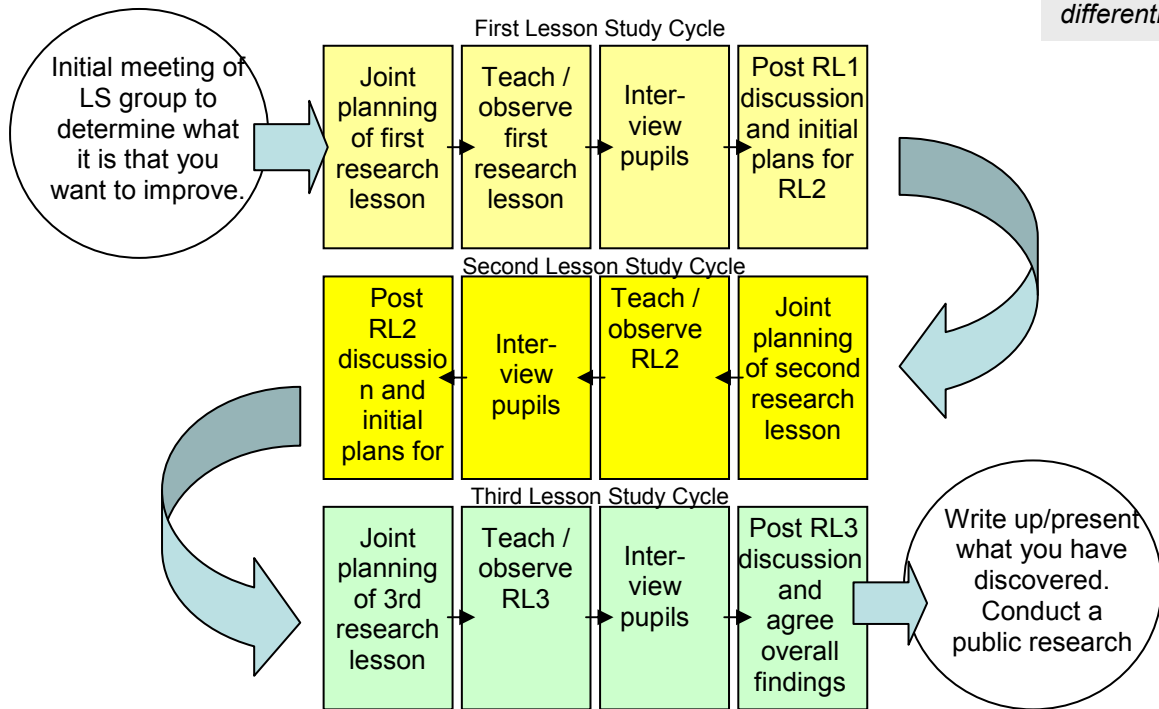 differenti
First Lesson Study Cycle
Initial meeting of
LS group to
determine what
it is that you
want to improve.
Joint
planning
of first
research
lesson
Teach /
observe
first
research
lesson
Inter-
view
pupils
Post RL1
discussion
and initial
plans for
RL2
Second Lesson Study Cycle
Post
RL2
discussio
n and
initial
plans for
Inter-
view
pupils
Teach /
observe
RL2
Joint
planning
of second
research
lesson
Third Lesson Study Cycle
Joint
planning
of 3rd
research
lesson
Teach /
observe
RL3
Inter-
view
pupils
Post RL3
discussion
and
agree
overall
findings
Write up/present
what you have
discovered.
Conduct a
public research